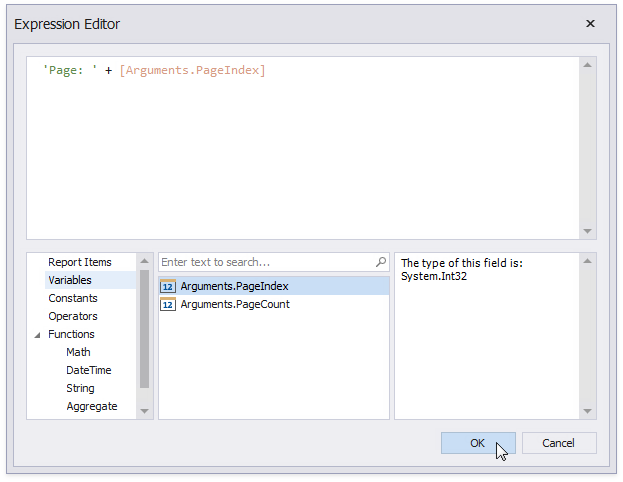 Expression Editor
'Page: ' + [Arguments.PageIndex]
Report Items
Variables
Constants
Operators
Functions
Math
DateTime
String
Aggregate
Enter text to search...
12 Arguments.PageIndex
12 Arguments.PageCount
The type of this field is:
System.Int32
OK
Cancel